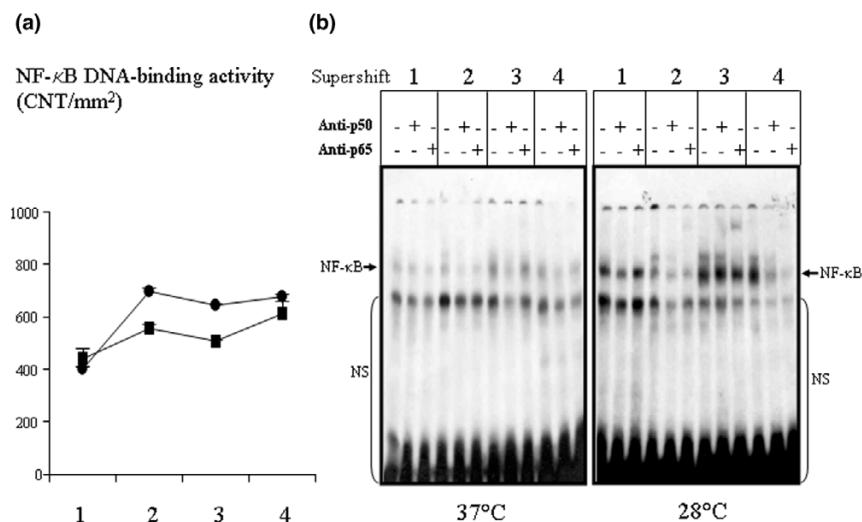 (a)
NF-κB DNA-binding activity
(CNT/mm²)
1000
800
600
400
200
0
1 2 3 4
(b)
Supershift 1 2 3 4 1 2 3 4
Anti-p50 - + - - + - - + - - + - - + - - + - - + - - + -
Anti-p65 - - + - - + - - + - - + - - + - - + - - + - - +
NF-κB
NF-κB
NS
NS
37°C 28°C